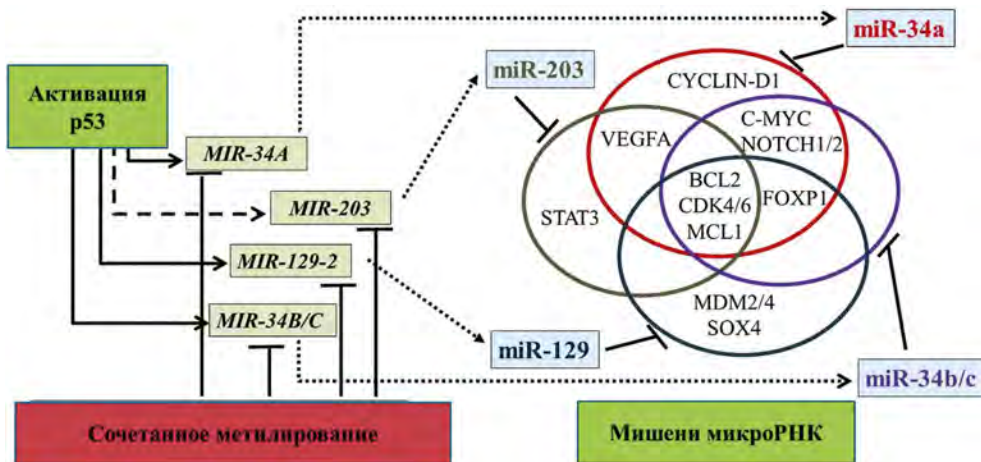 Активация
p53
MIR-34A
MIR-203
MIR-129-2
MIR-34B/C
Сочетанное метилирование
miR-203
miR-129
miR-34a
miR-34b/c
CYCLIN-D1
VEGFA
C-MYC
NOTCH1/2
BCL2
CDK4/6
MCL1
FOXP1
STAT3
MDM2/4
SOX4
Мишени микроРНК